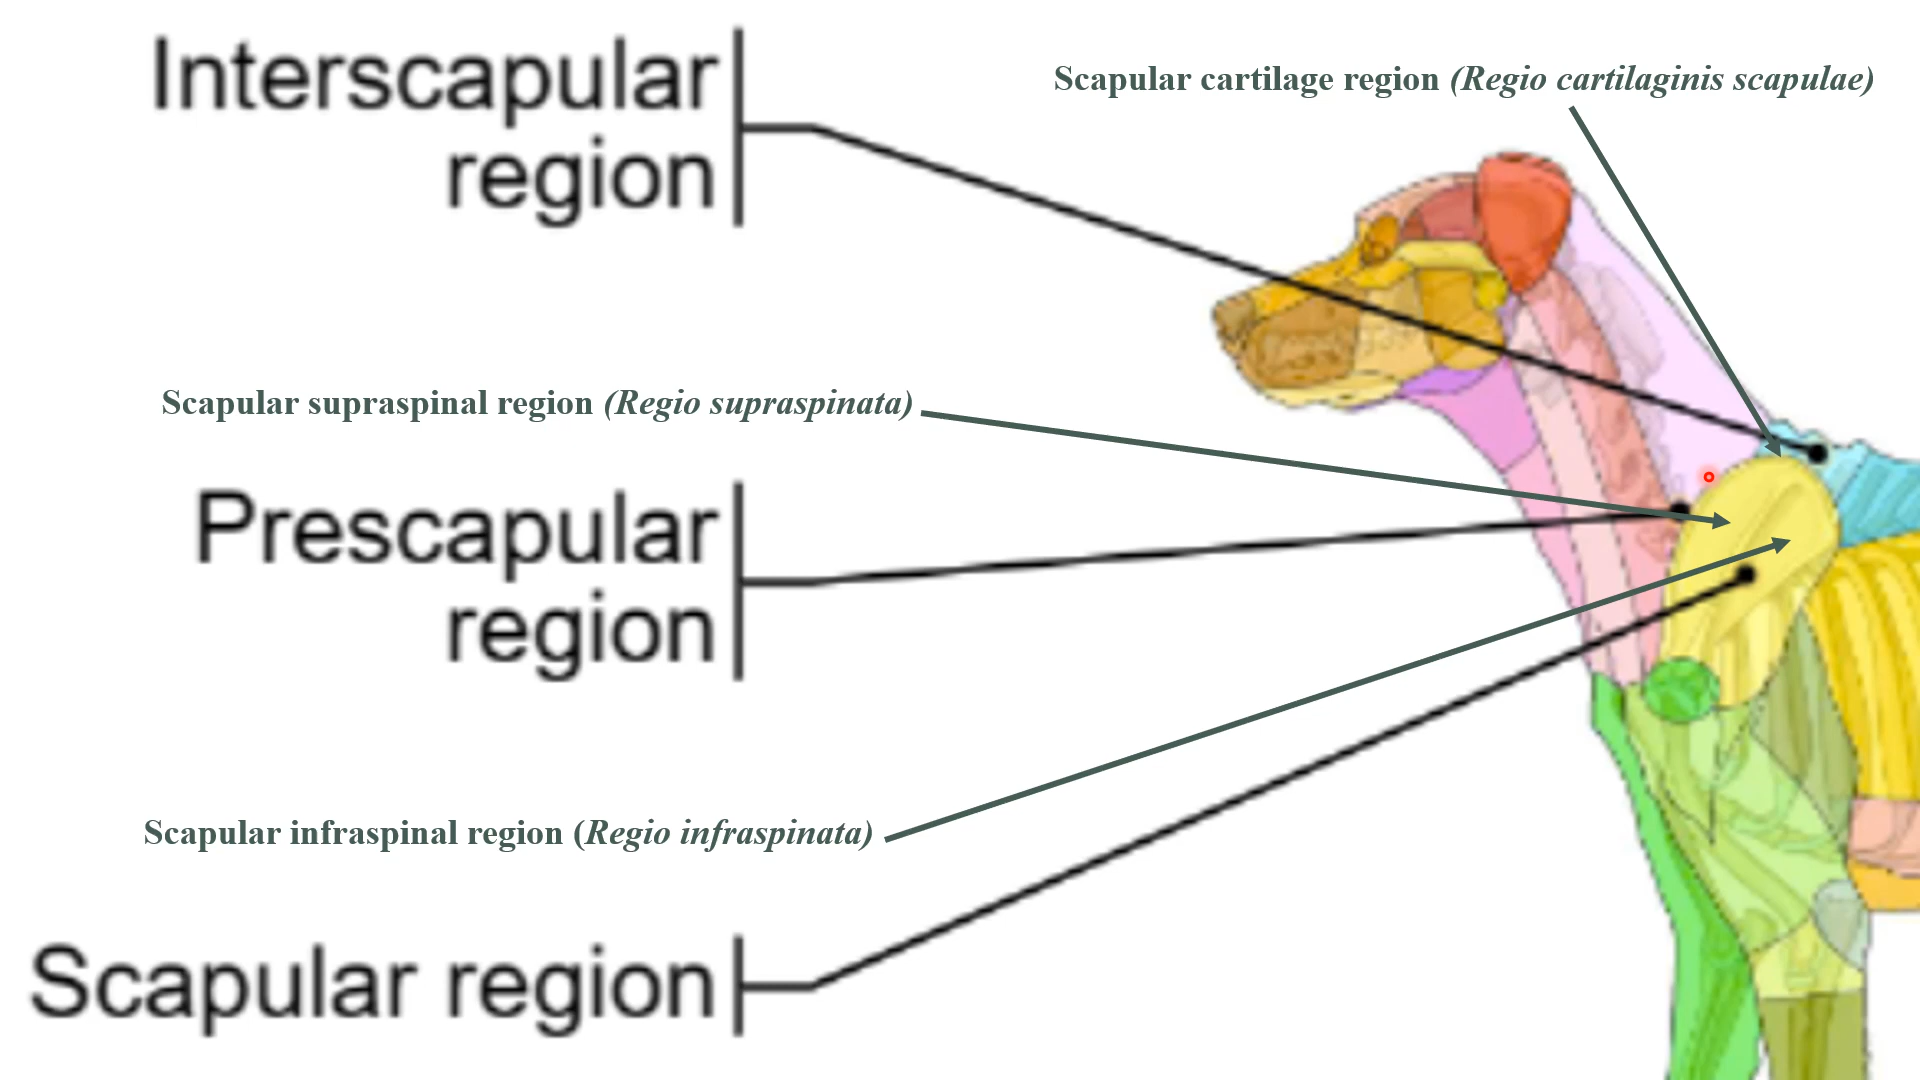 Interscapular
region
Scapular cartilage region (Regio cartilaginis scapulae)
Scapular supraspinal region (Regio supraspinata)
Prescapular
region
Scapular infraspinal region (Regio infraspinata)
Scapular region